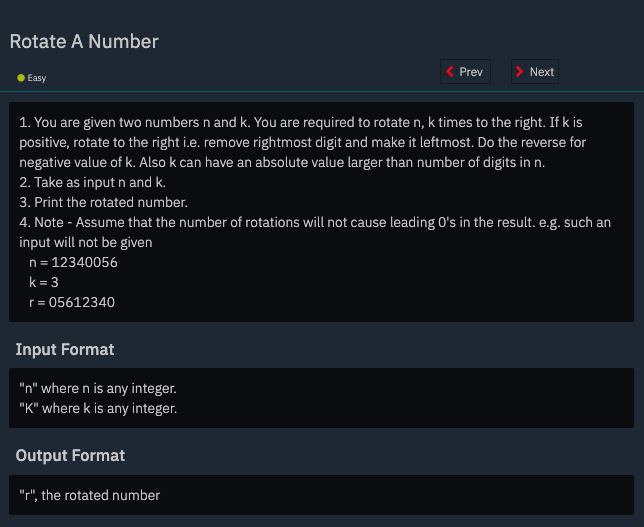 Rotate A Number
Easy
Prev
Next
1. You are given two numbers n and k. You are required to rotate n, k times to the right. If k is
positive, rotate to the right i.e. remove rightmost digit and make it leftmost. Do the reverse for
negative value of k. Also k can have an absolute value larger than number of digits in n.
2. Take as input n and k.
3. Print the rotated number.
4. Note - Assume that the number of rotations will not cause leading 0's in the result. e.g. such an
input will not be given
n = 12340056
k = 3
r = 05612340
Input Format
"n" where n is any integer.
"K" where k is any integer.
Output Format
"r", the rotated number